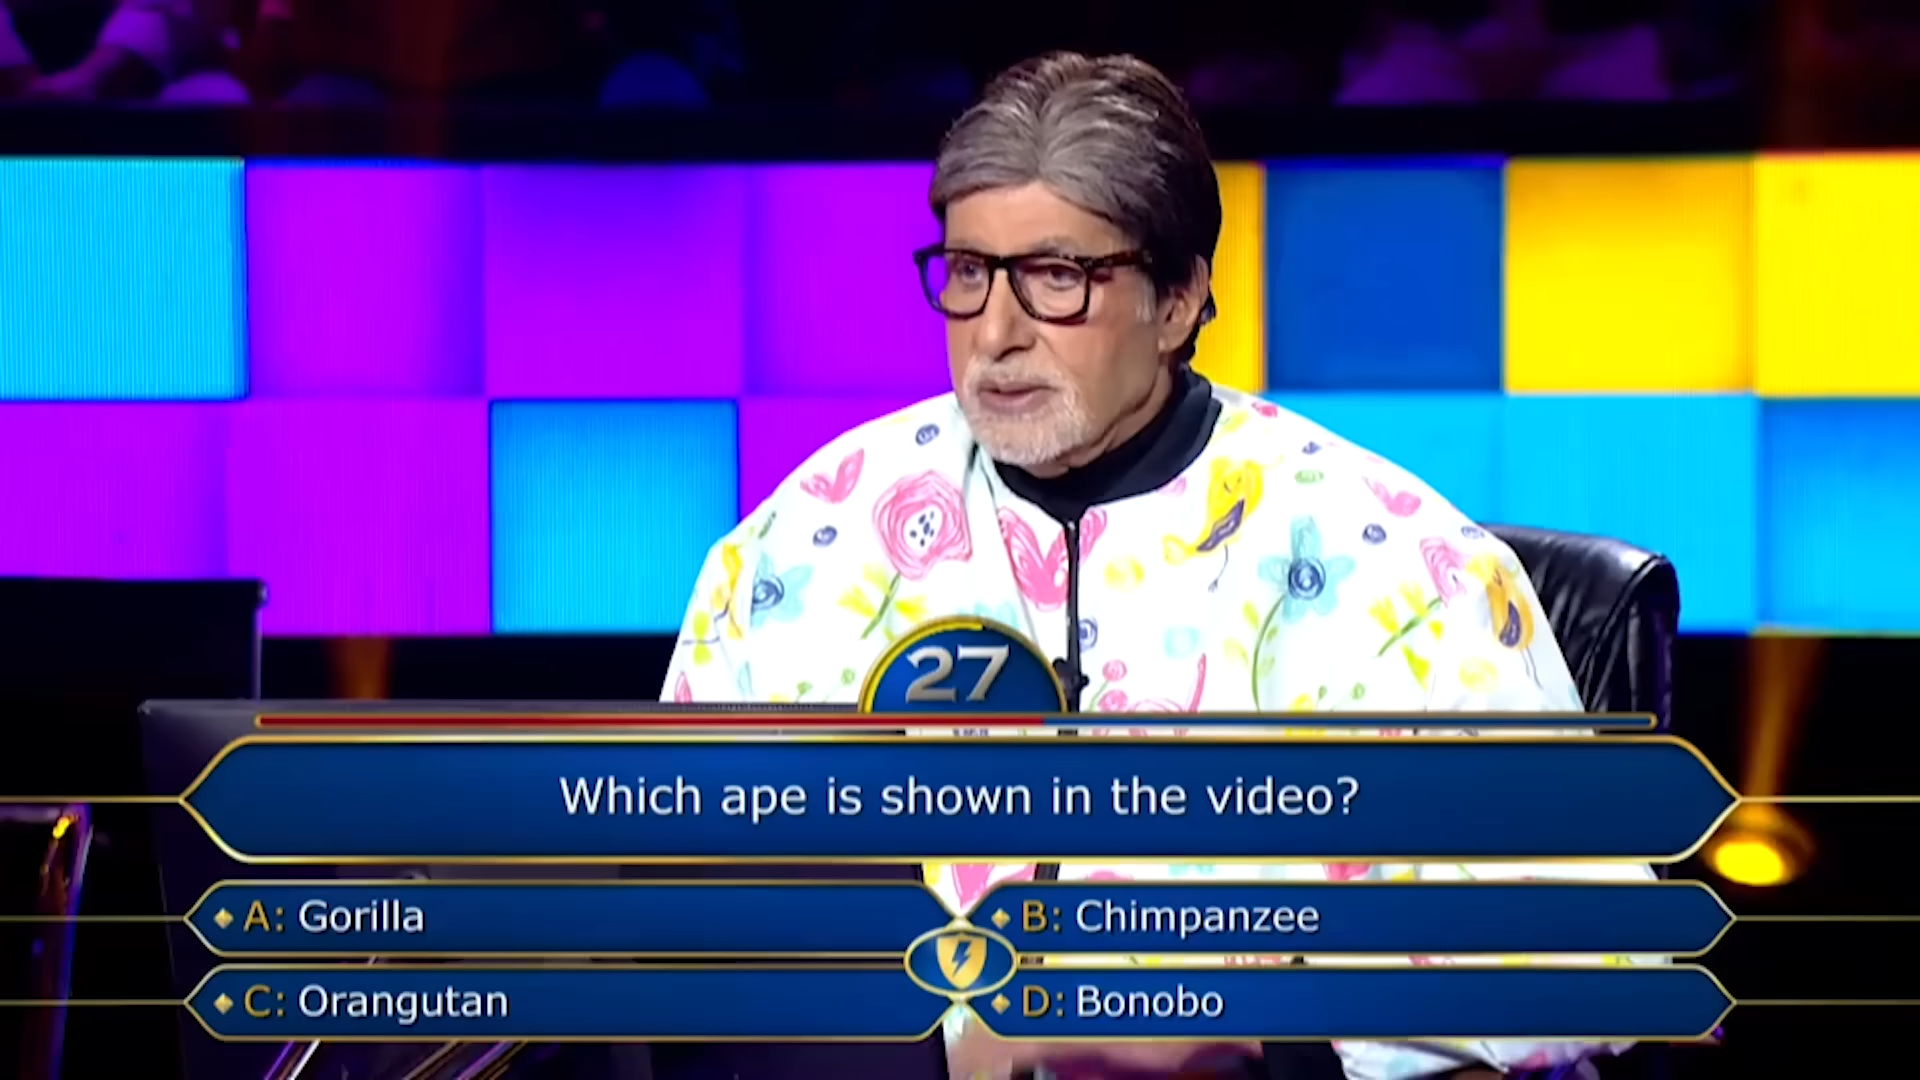 27
Which ape is shown in the video?
A: Gorilla
B: Chimpanzee
C: Orangutan
D: Bonobo